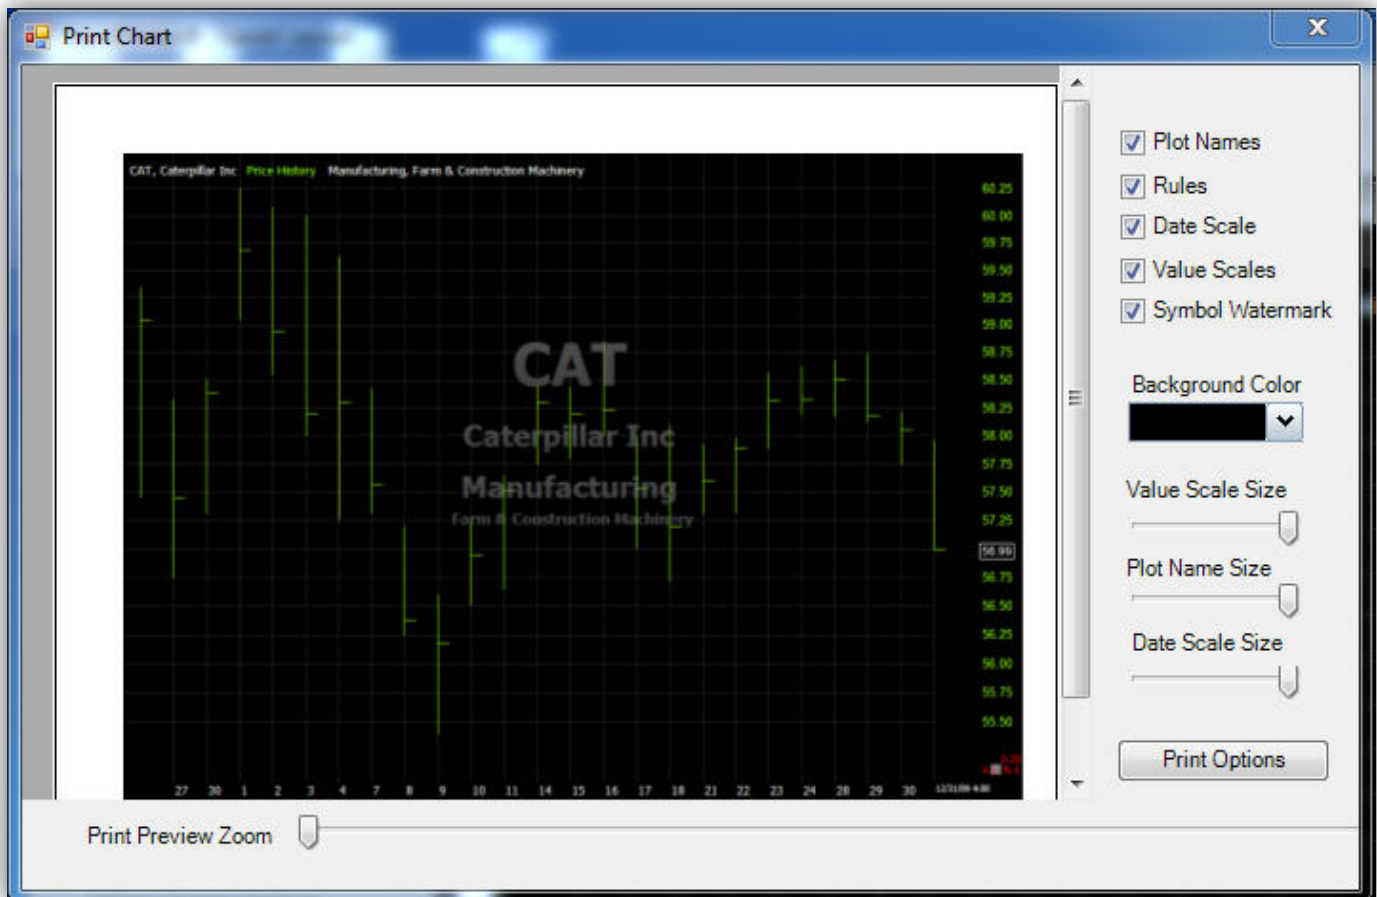 Print Chart
X
CAT, Caterpillar Inc Price History Manufacturing, Farm & Construction Machinery
60.25
60.00
59.75
59.50
59.25
59.00
58.75
58.50
58.25
58.00
57.75
57.50
57.25
56.99
56.75
56.50
56.25
56.00
55.75
55.50
CAT
Caterpillar Inc
Manufacturing
Farm & Construction Machinery
27 30 1 2 3 4 7 8 9 10 11 14 15 16 17 18 21 22 23 24 28 29 30
Plot Names
Rules
Date Scale
Value Scales
Symbol Watermark
Background Color
Value Scale Size
Plot Name Size
Date Scale Size
Print Options
Print Preview Zoom